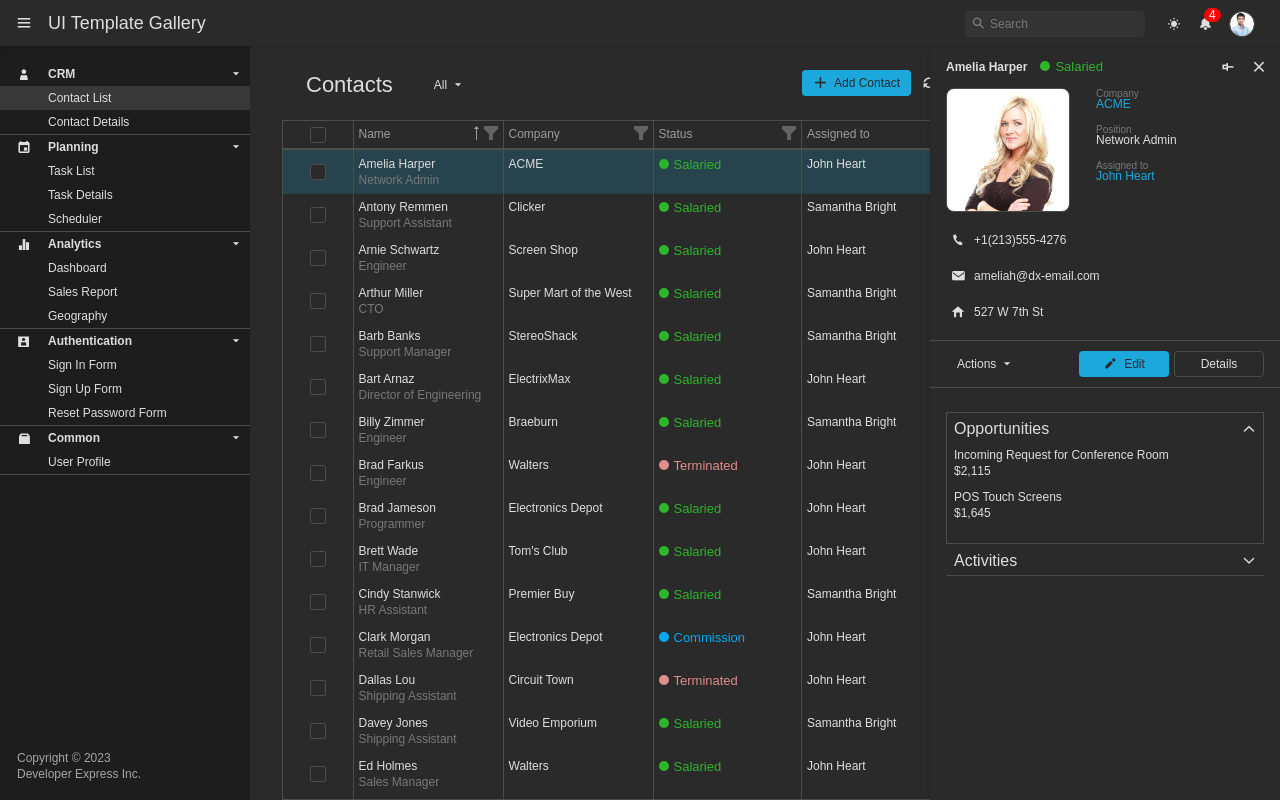 UI Template Gallery
Search
4
CRM
Contact List
Contact Details
Planning
Task List
Task Details
Scheduler
Analytics
Dashboard
Sales Report
Geography
Authentication
Sign In Form
Sign Up Form
Reset Password Form
Common
User Profile
Copyright © 2023
Developer Express Inc.
Contacts
All
Add Contact
Name Company Status Assigned to
Amelia Harper ACME Salaried John Heart
Network Admin
Antony Remmen Clicker Salaried Samantha Bright
Support Assistant
Arnie Schwartz Screen Shop Salaried John Heart
Engineer
Arthur Miller Super Mart of the West Salaried Samantha Bright
CTO
Barb Banks StereoShack Salaried Samantha Bright
Support Manager
Bart Arnaz ElectrixMax Salaried John Heart
Director of Engineering
Billy Zimmer Braeburn Salaried Samantha Bright
Engineer
Brad Farkus Walters Terminated John Heart
Engineer
Brad Jameson Electronics Depot Salaried John Heart
Programmer
Brett Wade Tom's Club Salaried John Heart
IT Manager
Cindy Stanwick Premier Buy Salaried Samantha Bright
HR Assistant
Clark Morgan Electronics Depot Commission John Heart
Retail Sales Manager
Dallas Lou Circuit Town Terminated John Heart
Shipping Assistant
Davey Jones Video Emporium Salaried Samantha Bright
Shipping Assistant
Ed Holmes Walters Salaried John Heart
Sales Manager
Amelia Harper Salaried
Company
ACME
Position
Network Admin
Assigned to
John Heart
+1(213)555-4276
ameliah@dx-email.com
527 W 7th St
Actions Edit Details
Opportunities
Incoming Request for Conference Room
$2,115
POS Touch Screens
$1,645
Activities